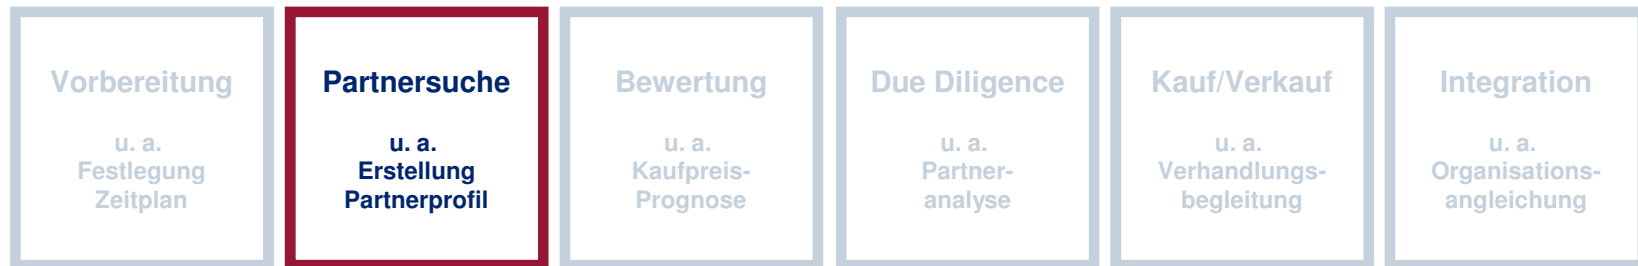 Vorbereitung
u. a.
Festlegung
Zeitplan
Partnersuche
u. a.
Erstellung
Partnerprofil
Bewertung
u. a.
Kaufpreis-
Prognose
Due Diligence
u. a.
Partner-
analyse
Kauf/Verkauf
u. a.
Verhandlungs-
begleitung
Integration
u. a.
Organisations-
angleichung